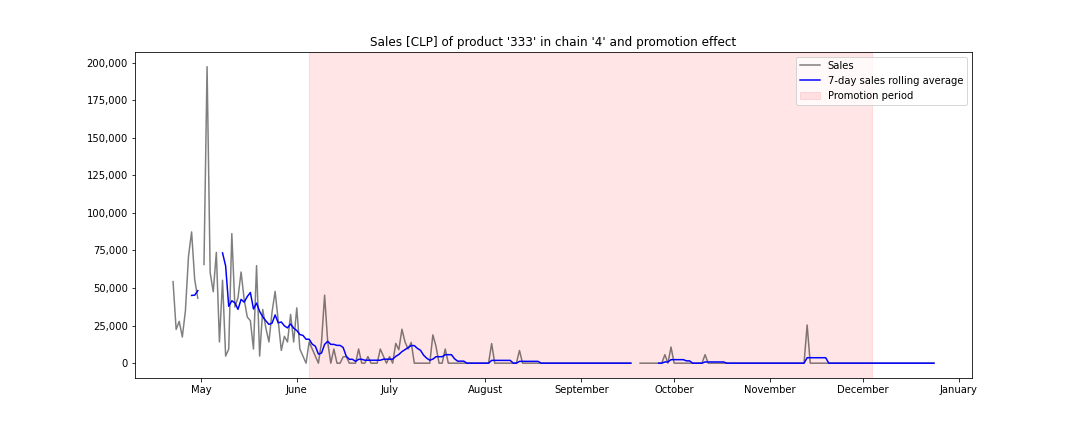 Sales [CLP] of product '333' in chain '4' and promotion effect
200,000
175,000
150,000
125,000
100,000
75,000
50,000
25,000
0
Sales
7-day sales rolling average
Promotion period
May June July August September October November December January